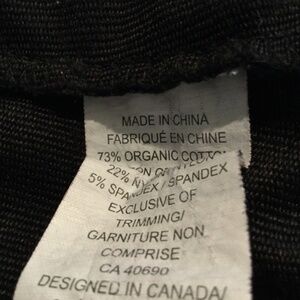 MADE IN CHINA
FABRIQUÉ EN CHINE
73% ORGANIC
22%
5% SPANDEX / SPANDEX
EXCLUSIVE OF
TRIMMING/
GARNITURE NON
COMPRISE
CA 40690
DESIGNED IN CANADA/